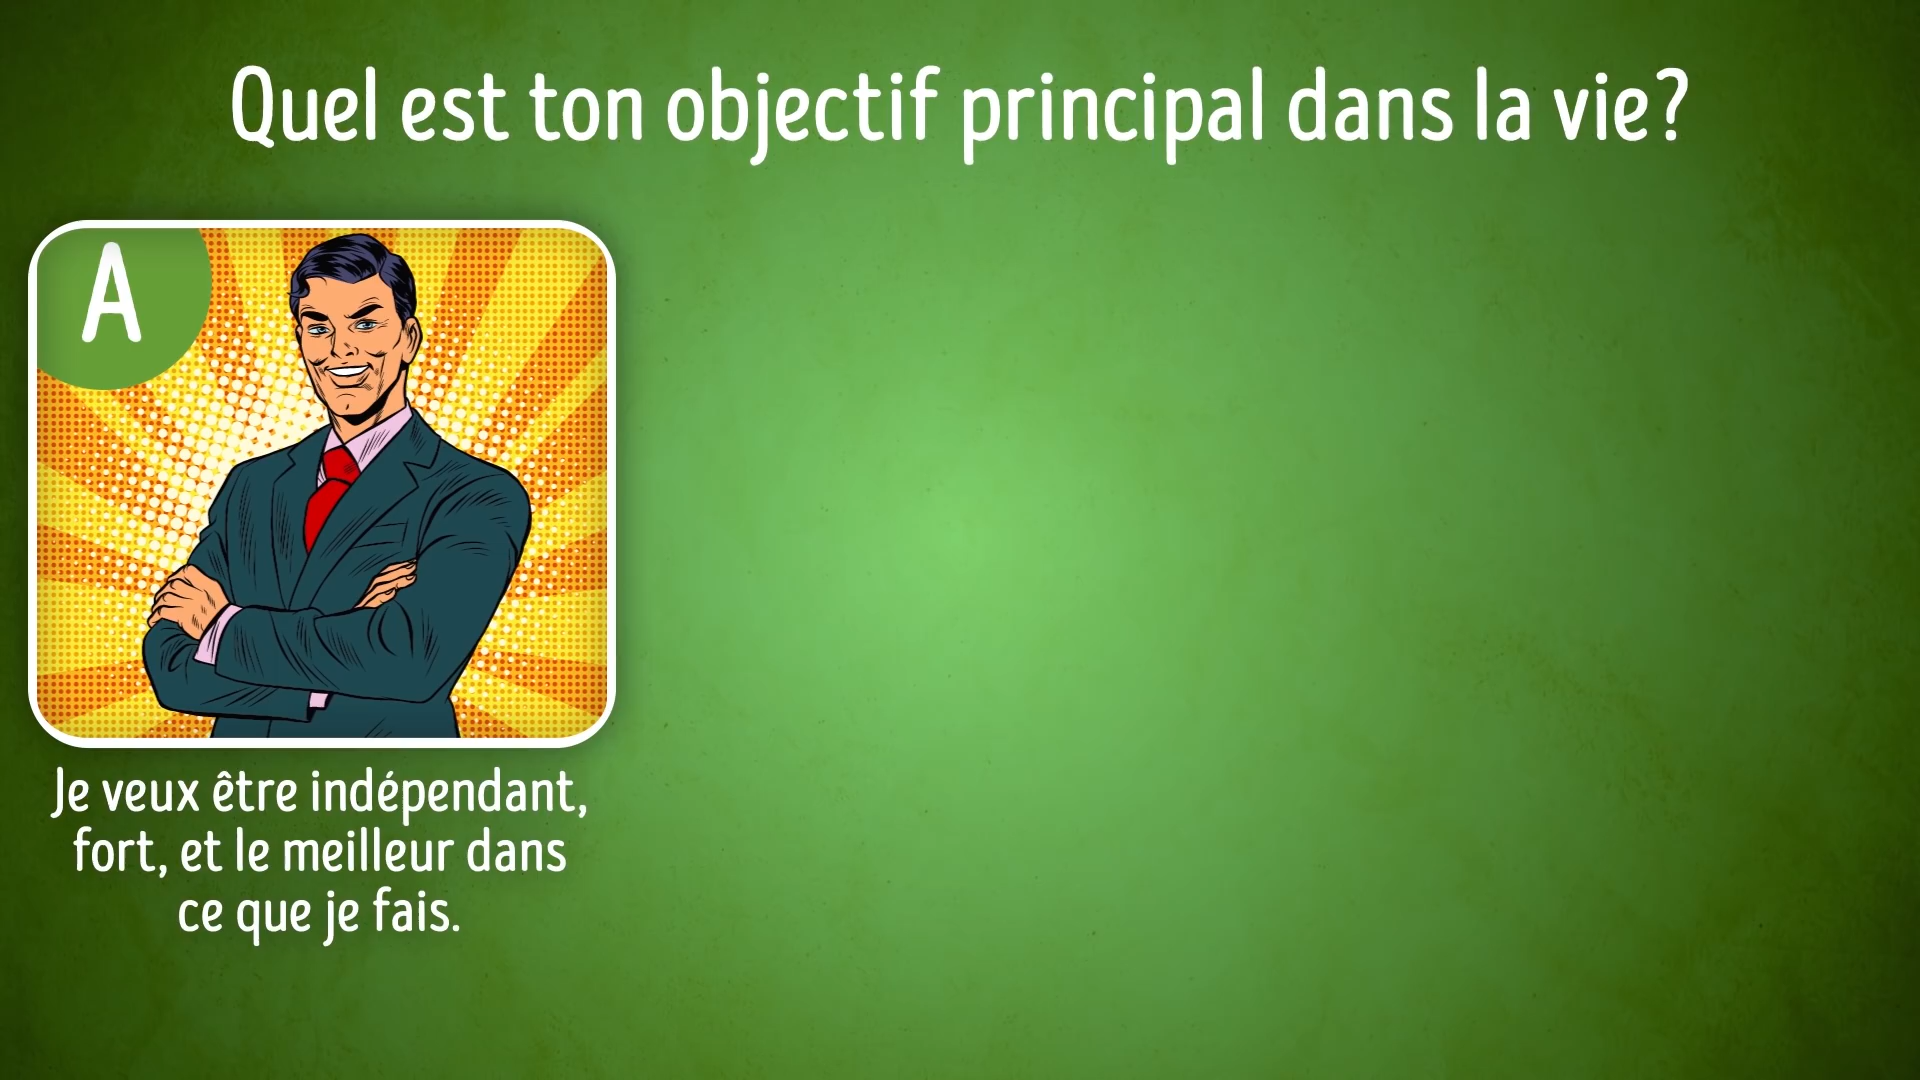 Quel est ton objectif principal dans la vie?
A
Je veux être indépendant,
fort, et le meilleur dans
ce que je fais.